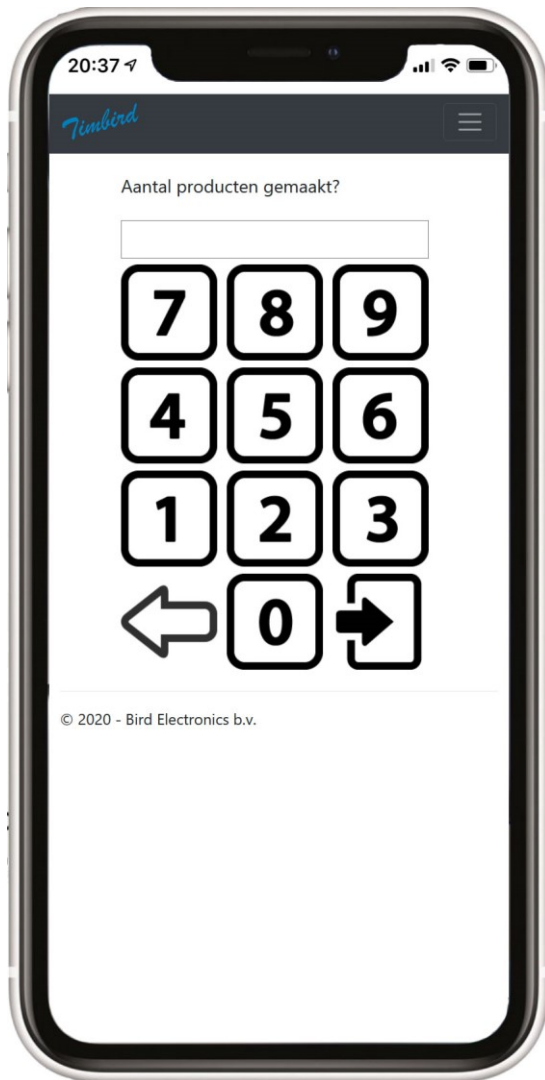 20:37
Timbird
Aantal producten gemaakt?
7 8 9
4 5 6
1 2 3
0
© 2020 - Bird Electronics b.v.